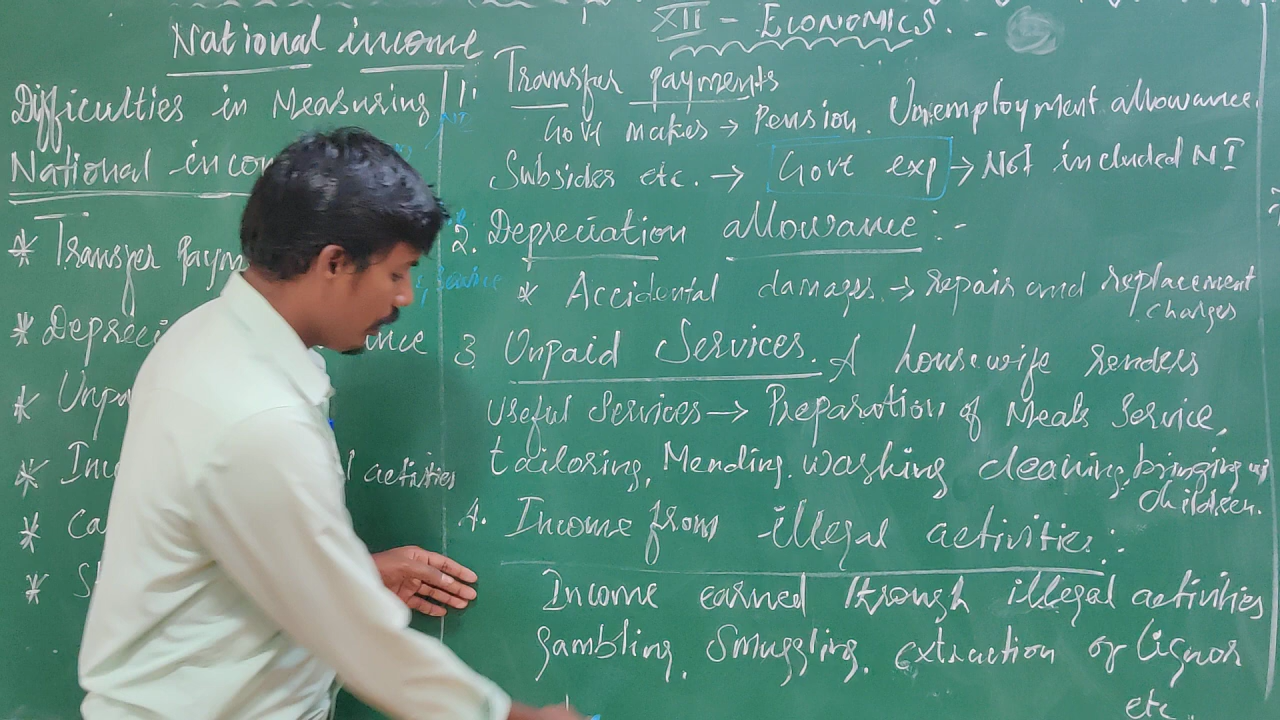 XII - ECONOMICS.
National income
Difficulties in Measuring
National incom
* Transfer paym
* Depreci ance
* Unpa
* Inc activities
* Ca
* S
1. Transfer payments
Govt makes → Pension. Unemployment allowance.
Subsides etc. → Govt exp → Not included NI
2. Depreciation allowance :-
* Accidental damages → repair and replacement
charges
3. Unpaid Services. A housewife renders
useful services → Preparation of Meals Service,
tailoring, Mending, washing cleaning, bringing up
children.
4. Income from illegal activities :-
Income earned through illegal activities
gambling, Smuggling, extraction of liquor
etc.